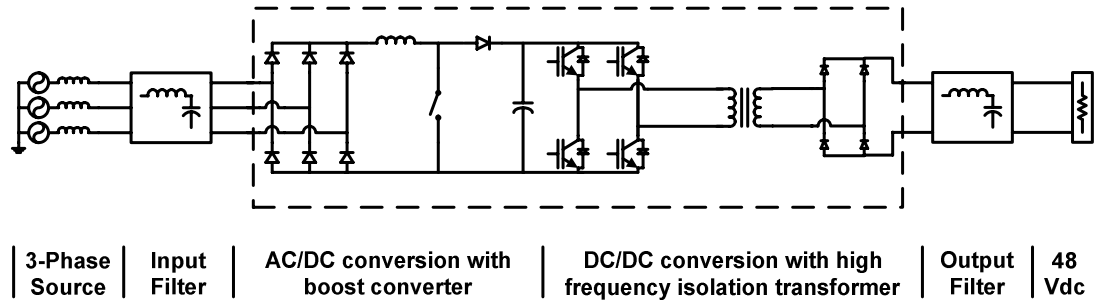 3-Phase
Source
Input
Filter
AC/DC conversion with
boost converter
DC/DC conversion with high
frequency isolation transformer
Output
Filter
48
Vdc